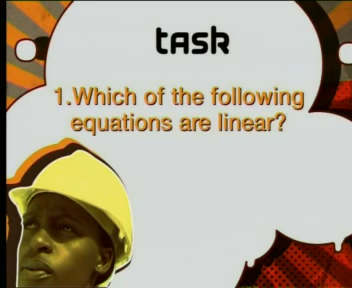 task
1.Which of the following
equations are linear?